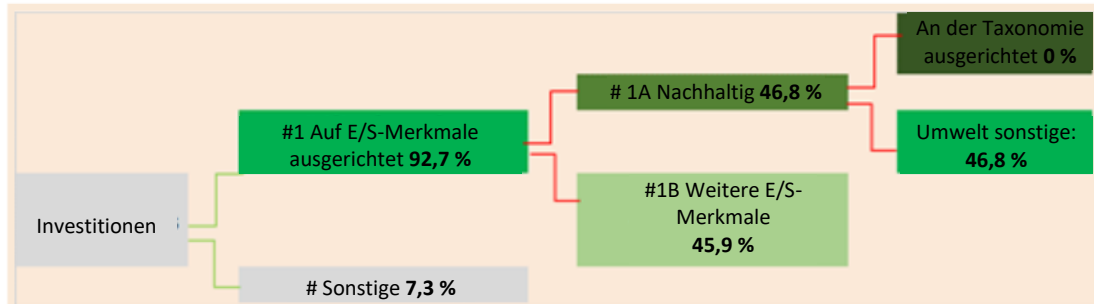 An der Taxonomie
ausgerichtet 0 %
# 1A Nachhaltig 46,8 %
#1 Auf E/S-Merkmale
ausgerichtet 92,7 %
Umwelt sonstige:
46,8 %
#1B Weitere E/S-
Merkmale
45,9 %
Investitionen
# Sonstige 7,3 %